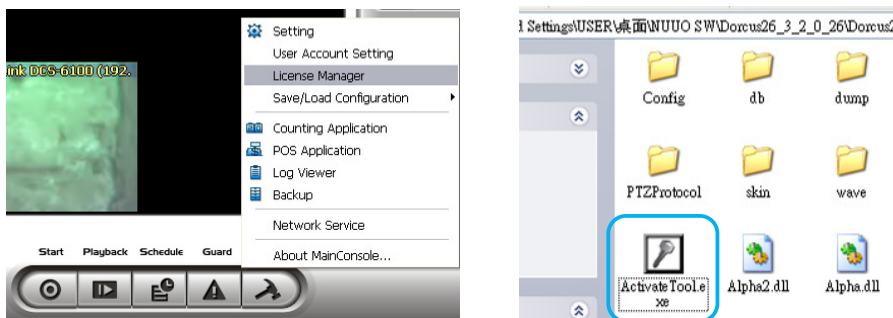 ink DCS-6100 (192.
Setting
User Account Setting
License Manager
Save/Load Configuration
Counting Application
POS Application
Log Viewer
Backup
Network Service
About MainConsole...
Start Playback Schedule Guard
Settings\USER\桌面\NUUO SW\Dorcus26_3_2_0_26\Dorcus2
Config db dump
PTZProtocol skin wave
ActivateTool.e
xe
Alpha2.dll Alpha.dll